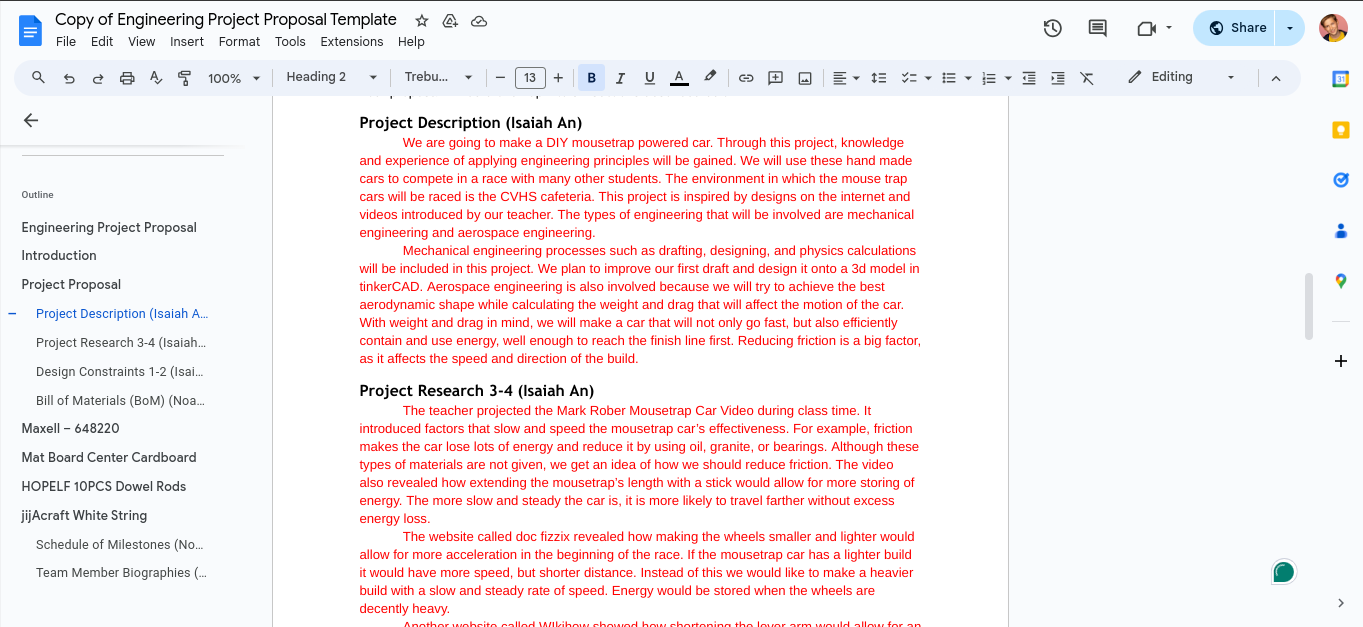 Copy of Engineering Project Proposal Template
File Edit View Insert Format Tools Extensions Help
Share
100% Heading 2 Trebu... 13 B I U A Editing
31
Outline
Engineering Project Proposal
Introduction
Project Proposal
Project Description (Isaiah A...
Project Research 3-4 (Isaiah...
Design Constraints 1-2 (Isai...
Bill of Materials (BoM) (Noa...
Maxell – 648220
Mat Board Center Cardboard
HOPELF 10PCS Dowel Rods
jijAcraft White String
Schedule of Milestones (No...
Team Member Biographies (...
Project Description (Isaiah An)
We are going to make a DIY mousetrap powered car. Through this project, knowledge
and experience of applying engineering principles will be gained. We will use these hand made
cars to compete in a race with many other students. The environment in which the mouse trap
cars will be raced is the CVHS cafeteria. This project is inspired by designs on the internet and
videos introduced by our teacher. The types of engineering that will be involved are mechanical
engineering and aerospace engineering.
Mechanical engineering processes such as drafting, designing, and physics calculations
will be included in this project. We plan to improve our first draft and design it onto a 3d model in
tinkerCAD. Aerospace engineering is also involved because we will try to achieve the best
aerodynamic shape while calculating the weight and drag that will affect the motion of the car.
With weight and drag in mind, we will make a car that will not only go fast, but also efficiently
contain and use energy, well enough to reach the finish line first. Reducing friction is a big factor,
as it affects the speed and direction of the build.
Project Research 3-4 (Isaiah An)
The teacher projected the Mark Rober Mousetrap Car Video during class time. It
introduced factors that slow and speed the mousetrap car's effectiveness. For example, friction
makes the car lose lots of energy and reduce it by using oil, granite, or bearings. Although these
types of materials are not given, we get an idea of how we should reduce friction. The video
also revealed how extending the mousetrap's length with a stick would allow for more storing of
energy. The more slow and steady the car is, it is more likely to travel farther without excess
energy loss.
The website called doc fizzix revealed how making the wheels smaller and lighter would
allow for more acceleration in the beginning of the race. If the mousetrap car has a lighter build
it would have more speed, but shorter distance. Instead of this we would like to make a heavier
build with a slow and steady rate of speed. Energy would be stored when the wheels are
decently heavy.
Another website called WIkihow showed how shortening the lever arm would allow for an